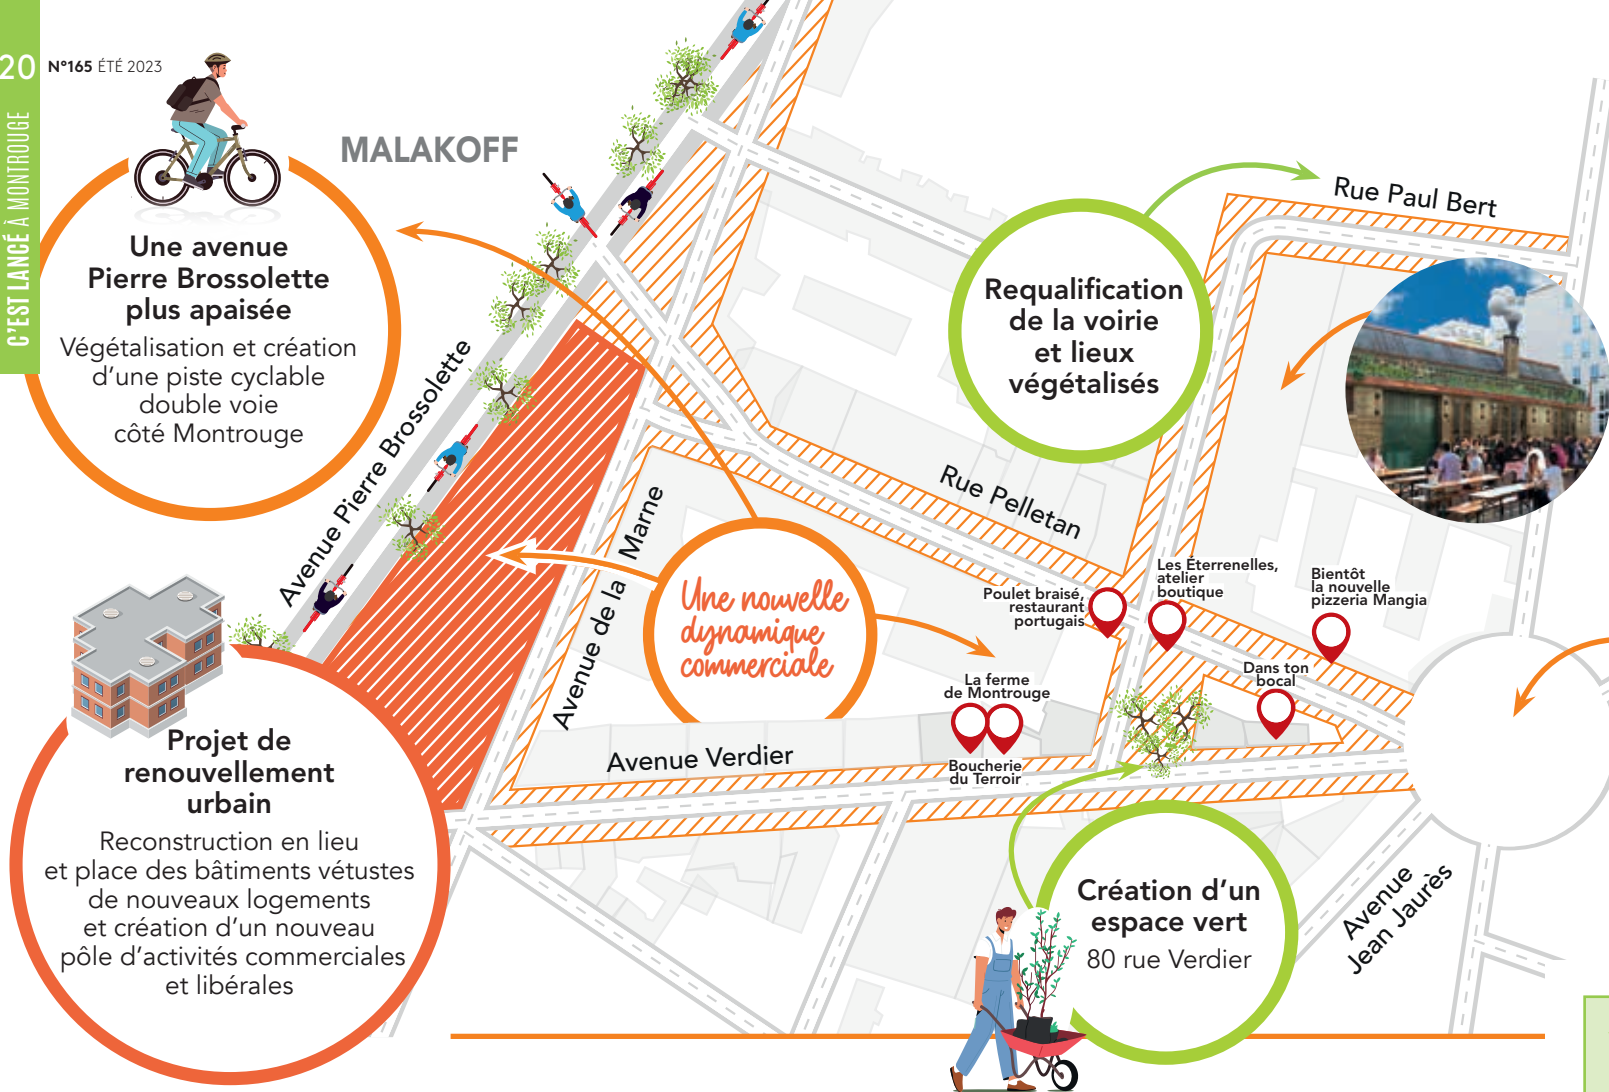 20
N°165 ÉTÉ 2023
C'EST LANCÉ À MONTROUGE
MALAKOFF
Une avenue
Pierre Brossolette
plus apaisée
Végétalisation et création
d'une piste cyclable
double voie
côté Montrouge
Avenue Pierre Brossolette
Requalification
de la voirie
et lieux
végétalisés
Rue Paul Bert
Rue Pelletan
Avenue de la Marne
Une nouvelle
dynamique
commerciale
Poulet braisé,
restaurant
portugais
Les Éterrenelles,
atelier
boutique
Bientôt
la nouvelle
pizzeria Mangia
Dans ton
bocal
La ferme
de Montrouge
Boucherie
du Terroir
Avenue Verdier
Projet de
renouvellement
urbain
Reconstruction en lieu
et place des bâtiments vétustes
de nouveaux logements
et création d'un nouveau
pôle d'activités commerciales
et libérales
Création d'un
espace vert
80 rue Verdier
Avenue
Jean Jaurès